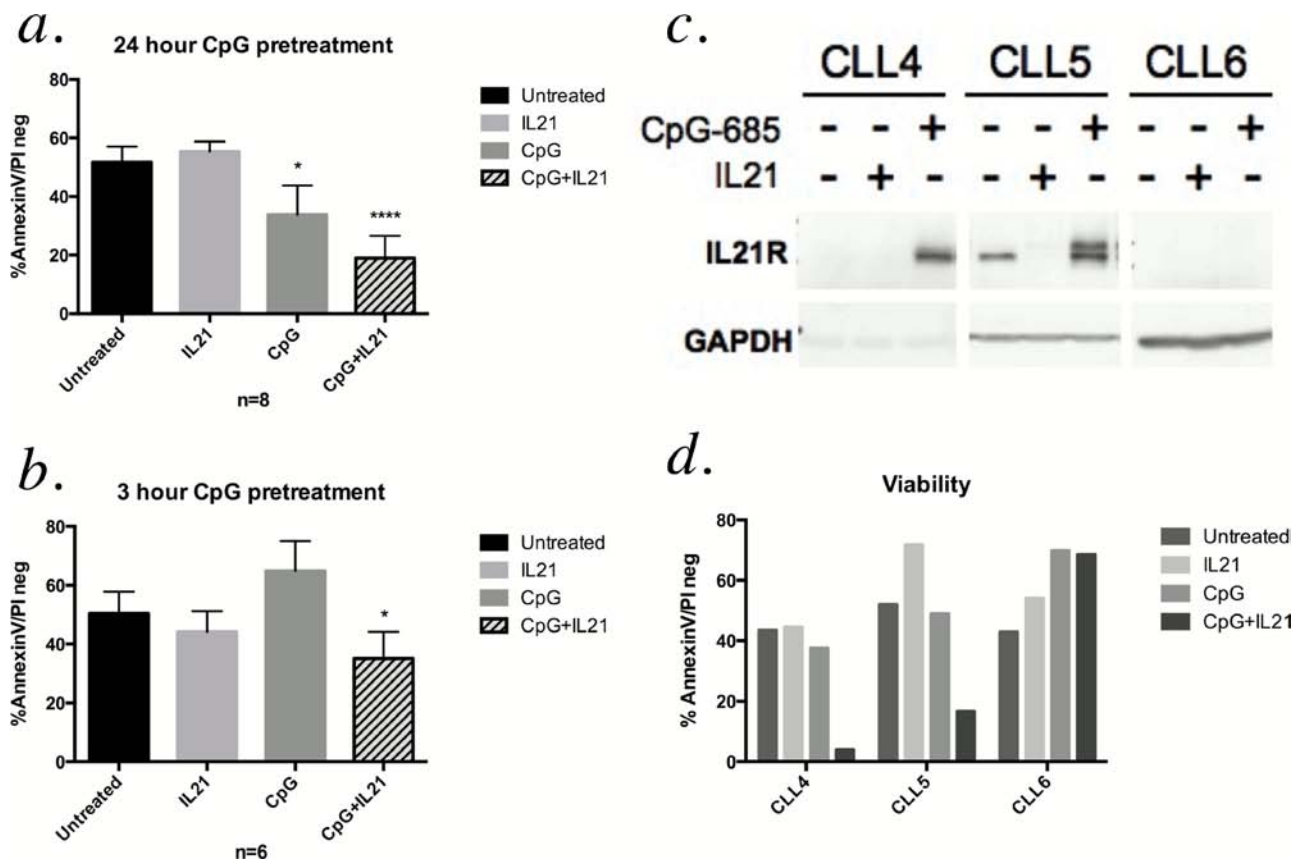 a.
24 hour CpG pretreatment
%AnnexinV/PI neg
80
60
40
20
0
Untreated
IL21
CpG
CpG+IL21
*
****
Untreated
IL21
CpG
CpG+IL21
n=8
b.
3 hour CpG pretreatment
%AnnexinV/PI neg
80
60
40
20
0
Untreated
IL21
CpG
CpG+IL21
*
Untreated
IL21
CpG
CpG+IL21
n=6
c.
CLL4 CLL5 CLL6
CpG-685 - - + - - + - - +
IL21 - + - - + - - + -
IL21R
GAPDH
d.
Viability
% AnnexinV/PI neg
80
60
40
20
0
Untreated
IL21
CpG
CpG+IL21
CLL4
CLL5
CLL6